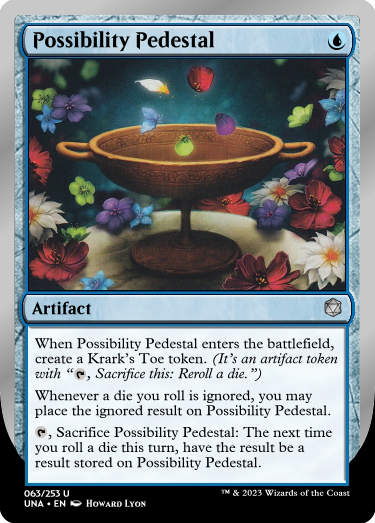 Possibility Pedestal
Artifact
When Possibility Pedestal enters the battlefield,
create a Krark's Toe token. (It's an artifact token
with “, Sacrifice this: Reroll a die.”)
Whenever a die you roll is ignored, you may
place the ignored result on Possibility Pedestal.
, Sacrifice Possibility Pedestal: The next time
you roll a die this turn, have the result be a
result stored on Possibility Pedestal.
063/253 U
UNA • EN Howard Lyon
™ & 2023 Wizards of the Coast